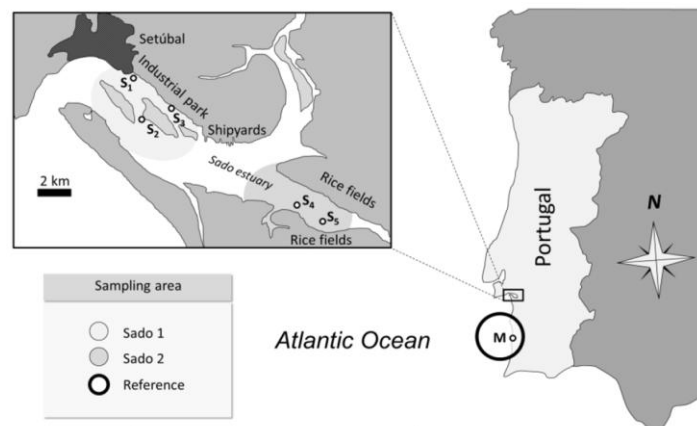 Setúbal
Industrial park
S1
S2
S3
Shipyards
2 km
Sado estuary
Rice fields
S4
S5
Rice fields
Sampling area
Sado 1
Sado 2
Reference
Atlantic Ocean
Portugal
N
M